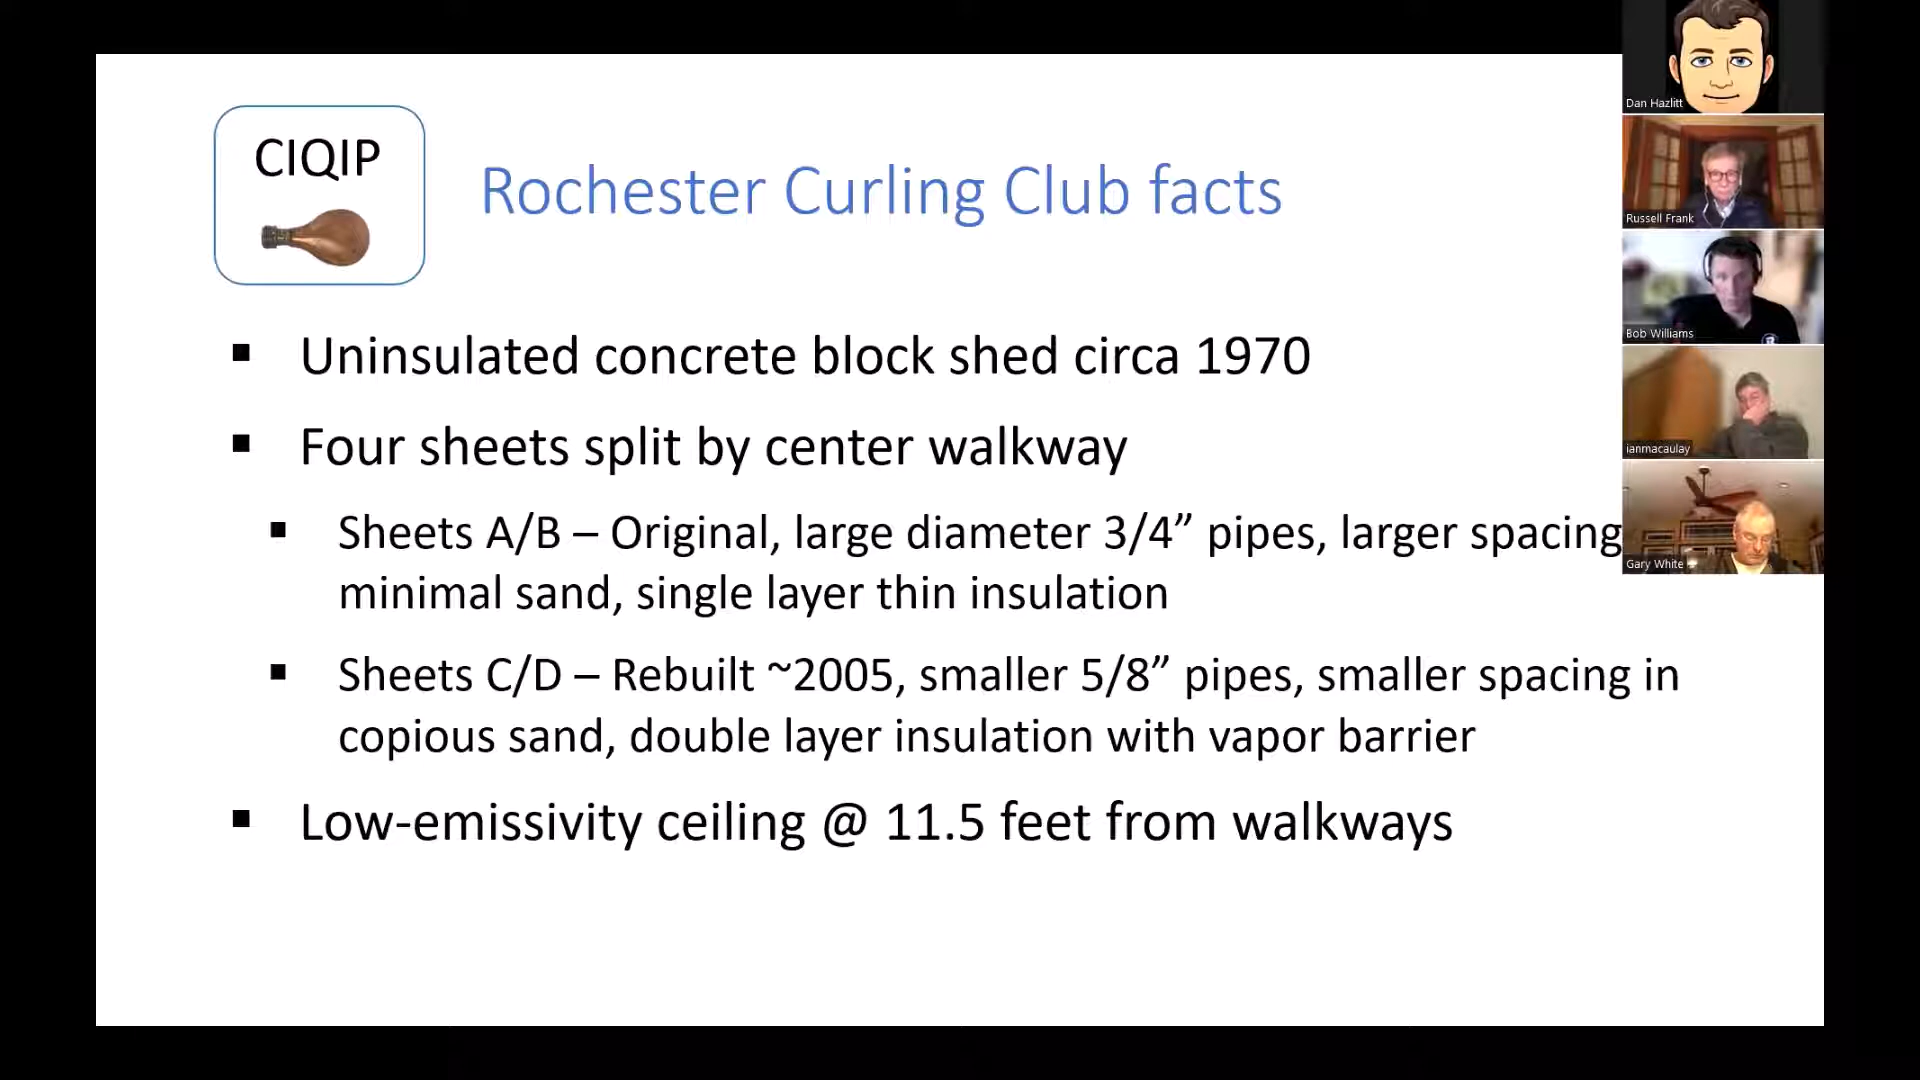 CIQIP
Rochester Curling Club facts
▪ Uninsulated concrete block shed circa 1970
▪ Four sheets split by center walkway
▪ Sheets A/B – Original, large diameter 3/4” pipes, larger spacing
minimal sand, single layer thin insulation
▪ Sheets C/D – Rebuilt ~2005, smaller 5/8” pipes, smaller spacing in
copious sand, double layer insulation with vapor barrier
▪ Low-emissivity ceiling @ 11.5 feet from walkways
Dan Hazlitt
Russell Frank
Bob Williams
ianmacaulay
Gary White